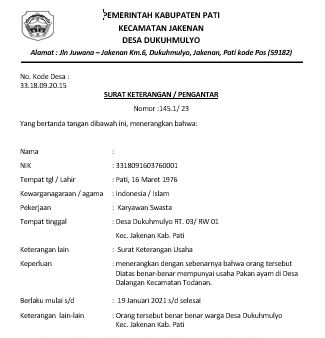 PEMERINTAH KABUPATEN PATI
KECAMATAN JAKENAN
DESA DUKUHMULYO
Alamat : Jln Juwana – Jakenan Km.6, Dukuhmulyo, Jakenan, Pati kode Pos (59182)
No. Kode Desa :
33.18.09.20.15
SURAT KETERANGAN / PENGANTAR
Nomor :145.1/ 23
Yang bertanda tangan dibawah ini, menerangkan bahwa:
Nama :
NIK : 3318091603760001
Tempat tgl / Lahir : Pati, 16 Maret 1976
Kewarganagaraan / agama : Indonesia / Islam
Pekerjaan : Karyawan Swasta
Tempat tinggal : Desa Dukuhmulyo RT. 03/ RW 01
Kec. Jakenan Kab. Pati
Keterangan lain : Surat Keterangan Usaha
Keperluan : menerangkan dengan sebenarnya bahwa orang tersebut
Diatas benar-benar mempunyai usaha Pakan ayam di Desa
Dalangan Kecamatan Todanan.
Berlaku mulai s/d : 19 Januari 2021 s/d selesai
Keterangan lain-lain : Orang tersebut benar benar warga Desa Dukuhmulyo
Kec. Jakenan Kab. Pati